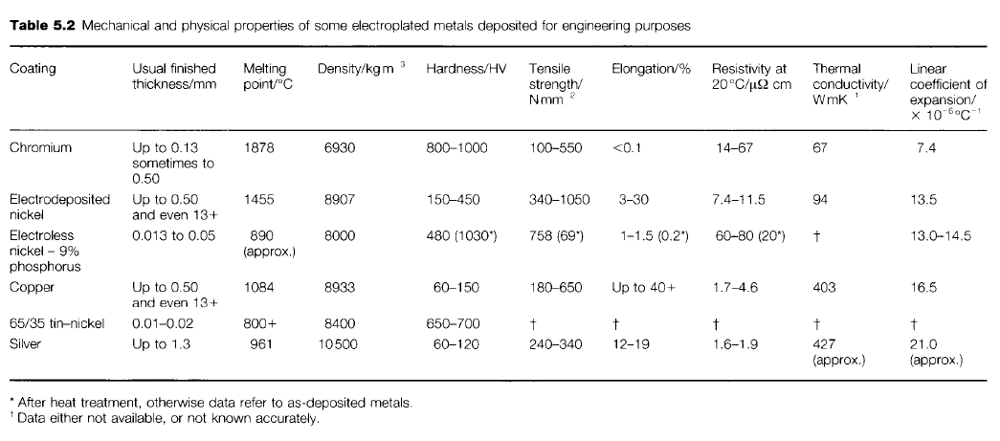 Table 5.2 Mechanical and physical properties of some electroplated metals deposited for engineering purposes
Coating Usual finished Melting Density/kg m 3 Hardness/HV Tensile Elongation/% Resistivity at Thermal Linear
thickness/mm point/°C strength/ 20°C/μΩ cm conductivity/ coefficient of
N mm 2 W mK 1 expansion/
× 10⁻⁶°C⁻¹
Chromium Up to 0.13 1878 6930 800–1000 100–550 <0.1 14–67 67 7.4
sometimes to
0.50
Electrodeposited Up to 0.50 1455 8907 150–450 340–1050 3–30 7.4–11.5 94 13.5
nickel and even 13+
Electroless 0.013 to 0.05 890 8000 480 (1030*) 758 (69*) 1–1.5 (0.2*) 60–80 (20*) † 13.0–14.5
nickel – 9% (approx.)
phosphorus
Copper Up to 0.50 1084 8933 60–150 180–650 Up to 40+ 1.7–4.6 403 16.5
and even 13+
65/35 tin–nickel 0.01–0.02 800+ 8400 650–700 † † † † †
Silver Up to 1.3 961 10500 60–120 240–340 12–19 1.6–1.9 427 21.0
(approx.) (approx.)
* After heat treatment, otherwise data refer to as-deposited metals.
† Data either not available, or not known accurately.